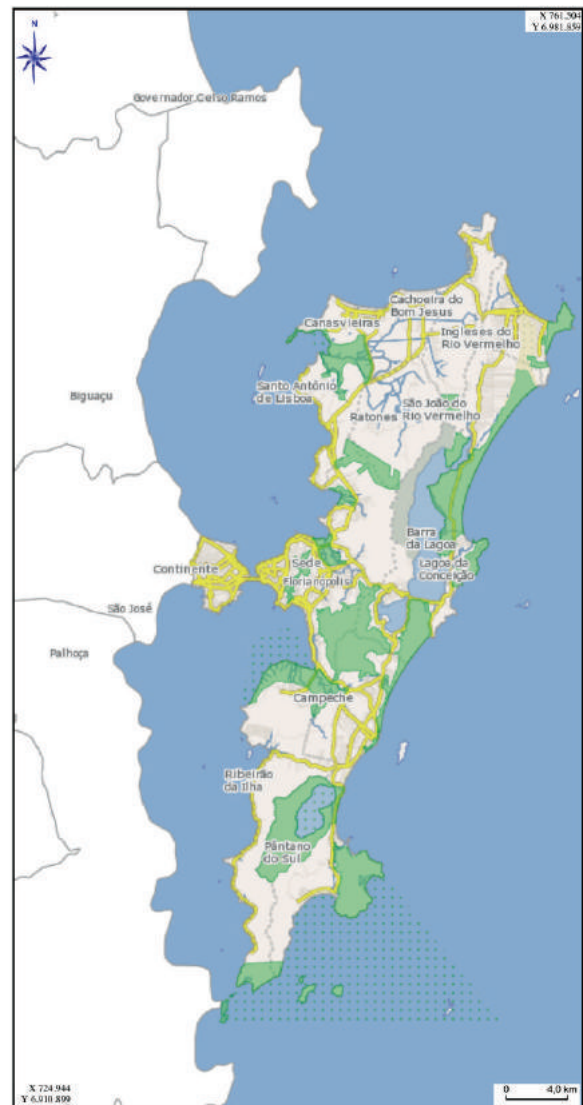 N
X 761.504
Y 6.981.859
Governador Celso Ramos
Cachoeira do
Bom Jesus
Canasvieiras
Ingleses do
Rio Vermelho
Santo Antônio
de Lisboa
Biguaçu
São João do
Rio Vermelho
Ratones
Barra
da Lagoa
Sede
Continente
Lagoa da
Conceição
Florianópolis
São José
Palhoça
Campeche
Ribeirão
da Ilha
Pântano
do Sul
X 724.944
Y 6.910.899
0 4,0 km